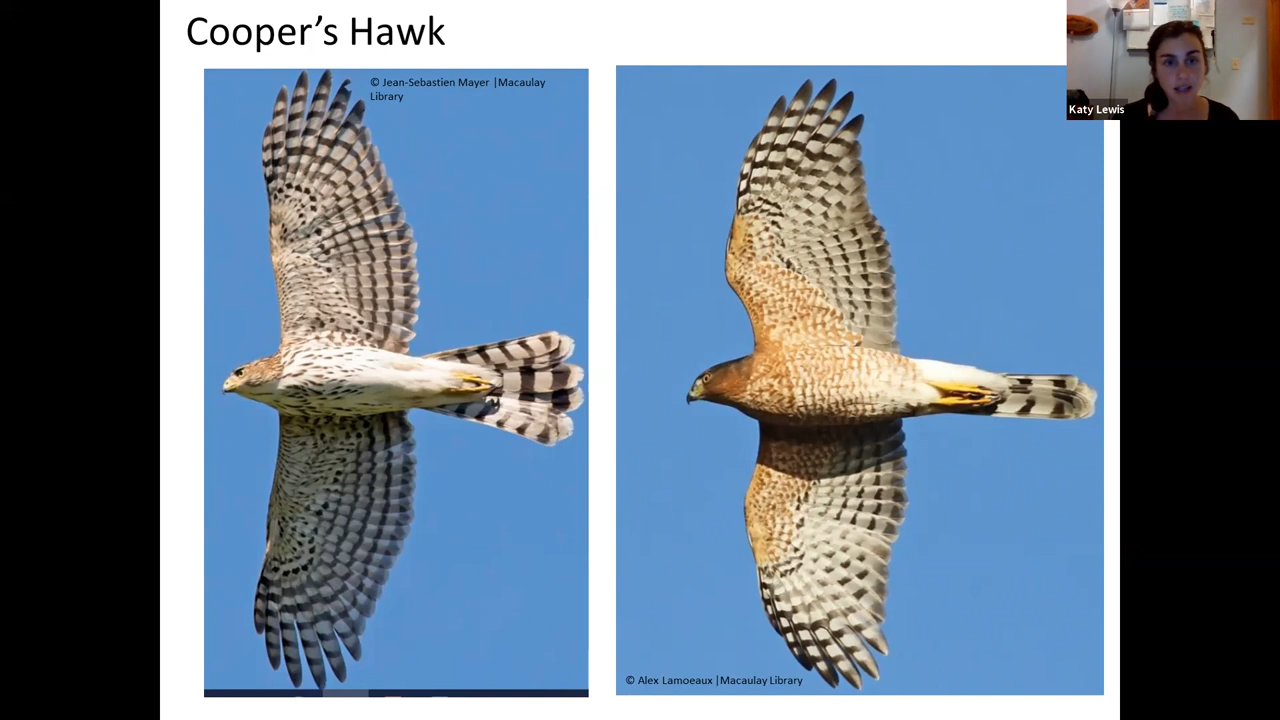 Cooper's Hawk
© Jean-Sebastien Mayer |Macaulay
Library
Katy Lewis
© Alex Lamoeaux |Macaulay Library